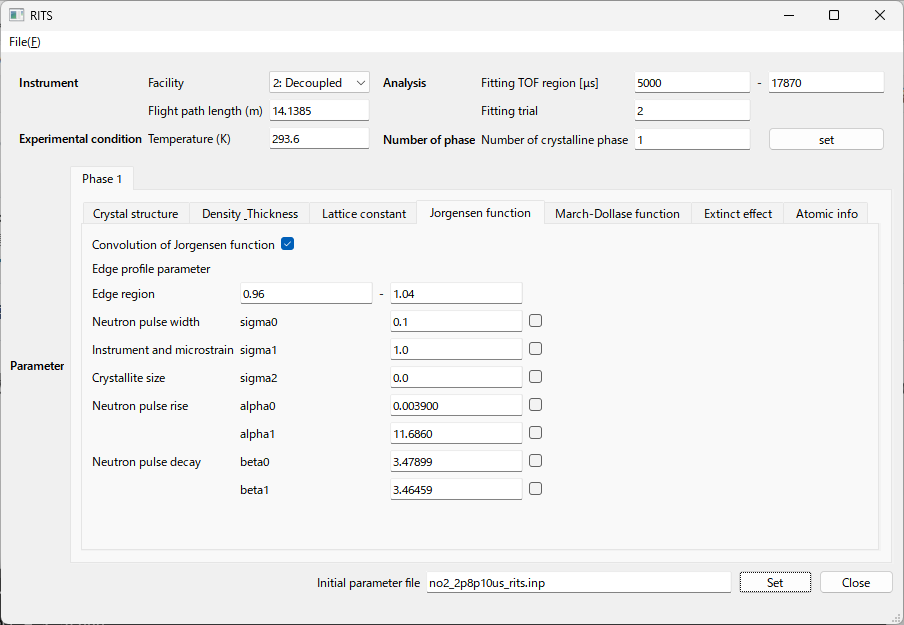 RITS
File(F)
Instrument Facility 2: Decoupled Analysis Fitting TOF region [μs] 5000 - 17870
Flight path length (m) 14.1385 Fitting trial 2
Experimental condition Temperature (K) 293.6 Number of phase Number of crystalline phase 1 set
Phase 1
Crystal structure Density _Thickness Lattice constant Jorgensen function March-Dollase function Extinct effect Atomic info
Convolution of Jorgensen function
Edge profile parameter
Edge region 0.96 - 1.04
Neutron pulse width sigma0 0.1
Instrument and microstrain sigma1 1.0
Parameter
Crystallite size sigma2 0.0
Neutron pulse rise alpha0 0.003900
alpha1 11.6860
Neutron pulse decay beta0 3.47899
beta1 3.46459
Initial parameter file no2_2p8p10us_rits.inp Set Close